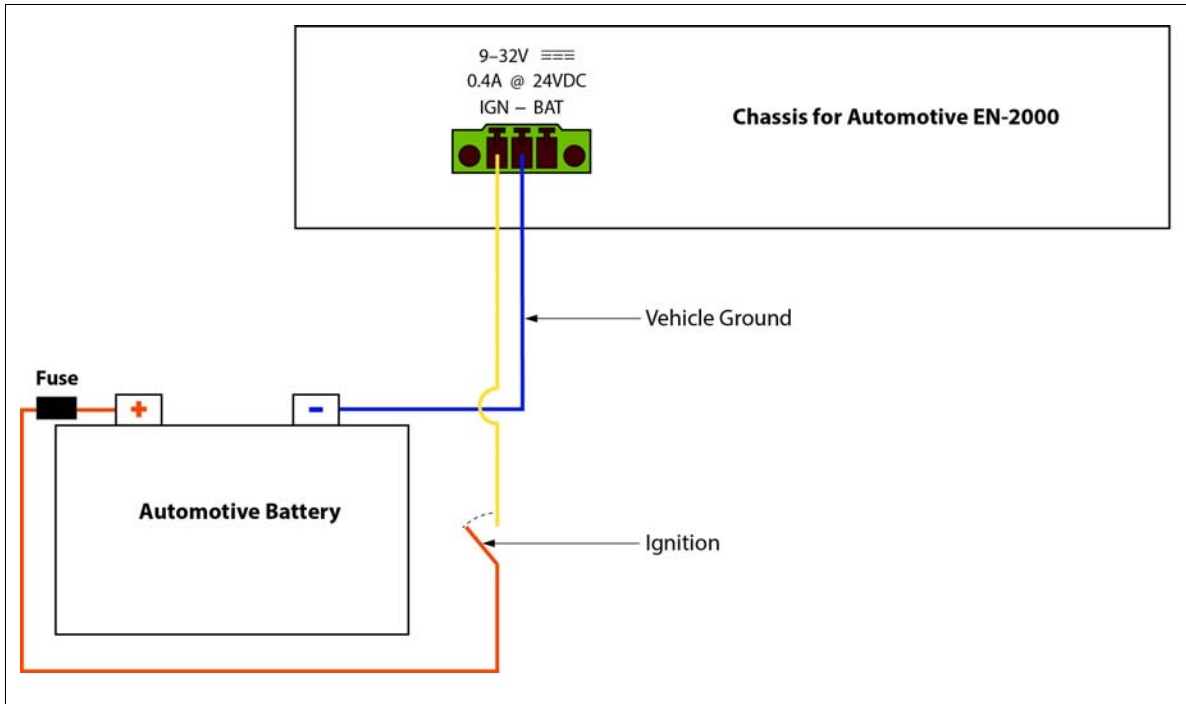 9–32V ⎓
0.4A @ 24VDC
IGN – BAT
Chassis for Automotive EN-2000
Vehicle Ground
Fuse
+
-
Automotive Battery
Ignition